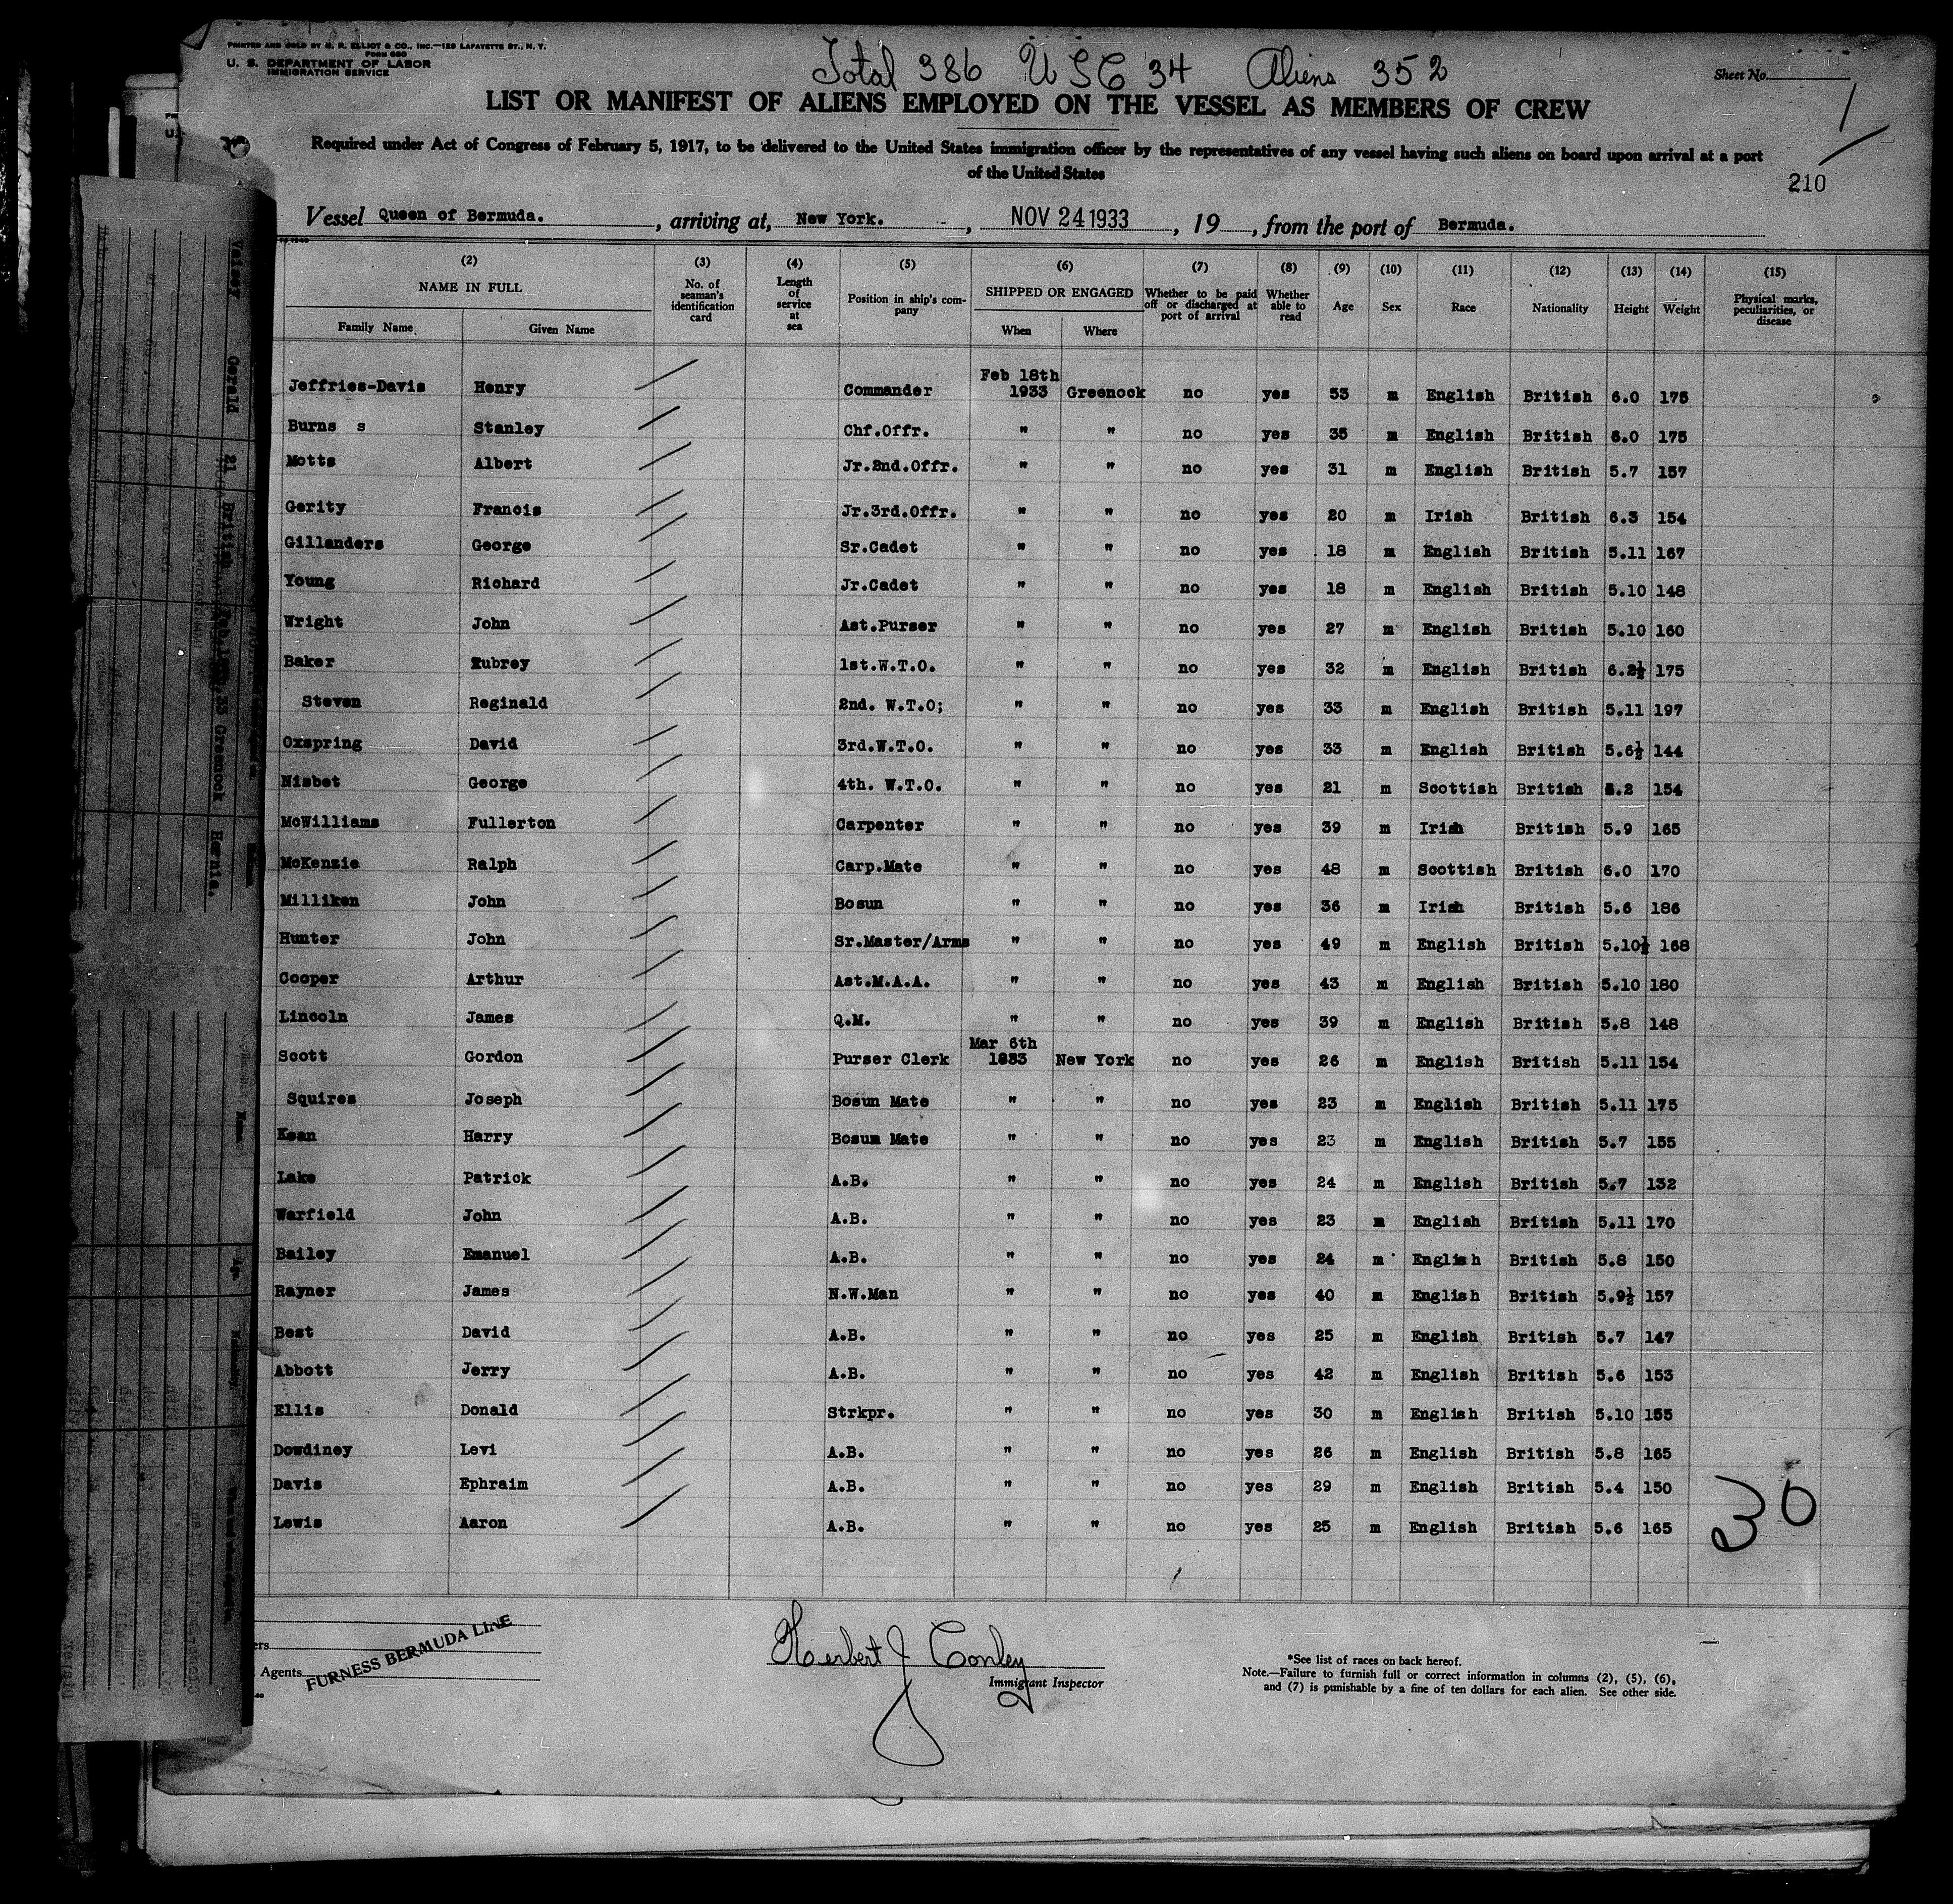 PRINTED AND SOLD BY M. R. ELLIOT & CO., INC.—129 LAFAYETTE ST., N. Y.
FORM 680
U. S. DEPARTMENT OF LABOR
IMMIGRATION SERVICE
Total 386 USC 34 Aliens 352
Sheet No. 1
LIST OR MANIFEST OF ALIENS EMPLOYED ON THE VESSEL AS MEMBERS OF CREW
Required under Act of Congress of February 5, 1917, to be delivered to the United States immigration officer by the representatives of any vessel having such aliens on board upon arrival at a port
of the United States
210
Vessel Queen of Bermuda. , arriving at, New York. , NOV 24 1933 , 19 , from the port of Bermuda.
(2) (3) (4) (5) (6) (7) (8) (9) (10) (11) (12) (13) (14) (15)
NAME IN FULL No. of seaman's identification card Length of service at sea Position in ship's company SHIPPED OR ENGAGED Whether to be paid off or discharged at port of arrival Whether able to read Age Sex Race Nationality Height Weight Physical marks, peculiarities, or disease
Family Name Given Name When Where
Jeffries-Davis Henry Commander Feb 18th 1933 Greenock no yes 53 m English British 6.0 175
Burns s Stanley Chf.Offr. " " no yes 35 m English British 6.0 175
Motts Albert Jr.2nd.Offr. " " no yes 31 m English British 5.7 157
Gerity Francis Jr.3rd.Offr. " " no yes 20 m Irish British 6.3 154
Gillanders George Sr.Cadet " " no yes 18 m English British 5.11 167
Young Richard Jr.Cadet " " no yes 18 m English British 5.10 148
Wright John Ast.Purser " " no yes 27 m English British 5.10 160
Baker Aubrey 1st.W.T.O. " " no yes 32 m English British 6.2½ 175
Steven Reginald 2nd. W.T.O; " " no yes 33 m English British 5.11 197
Oxspring David 3rd.W.T.O. " " no yes 33 m English British 5.6½ 144
Nisbet George 4th. W.T.O. " " no yes 21 m Scottish British 154
McWilliams Fullerton Carpenter " " no yes 39 m Irish British 5.9 165
McKenzie Ralph Carp.Mate " " no yes 48 m Scottish British 6.0 170
Milliken John Bosun " " no yes 36 m Irish British 5.6 186
Hunter John Sr.Master/Arms " " no yes 49 m English British 5.10½ 168
Cooper Arthur Ast.M.A.A. " " no yes 43 m English British 5.10 180
Lincoln James Q.M. " " no yes 39 m English British 5.8 148
Scott Gordon Purser Clerk Mar 6th 1933 New York no yes 26 m English British 5.11 154
Squires Joseph Bosun Mate " " no yes 23 m English British 5.11 175
Kean Harry Bosun Mate " " no yes 23 m English British 5.7 155
Lake Patrick A.B. " " no yes 24 m English British 5.7 132
Warfield John A.B. " " no yes 23 m English British 5.11 170
Bailey Emanuel A.B. " " no yes 24 m English British 5.8 150
Rayner James N.W.Man " " no yes 40 m English British 5.9½ 157
Best David A.B. " " no yes 25 m English British 5.7 147
Abbott Jerry A.B. " " no yes 42 m English British 5.6 153
Ellis Donald Strkpr. " " no yes 30 m English British 5.10 155
Dowdiney Levi A.B. " " no yes 26 m English British 5.8 165
Davis Ephraim A.B. " " no yes 29 m English British 5.4 150
Lewis Aaron A.B. " " no yes 25 m English British 5.6 165
30
Agents FURNESS BERMUDA LINE
Herbert J Conley
Immigrant Inspector
*See list of races on back hereof.
Note.—Failure to furnish full or correct information in columns (2), (5), (6),
and (7) is punishable by a fine of ten dollars for each alien. See other side.
Gerald 21 British Greenock Hernia.